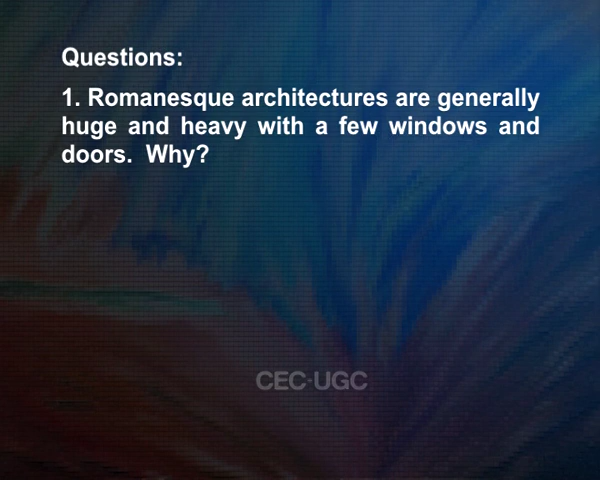 Questions:
1. Romanesque architectures are generally
huge and heavy with a few windows and
doors. Why?
CEC-UGC